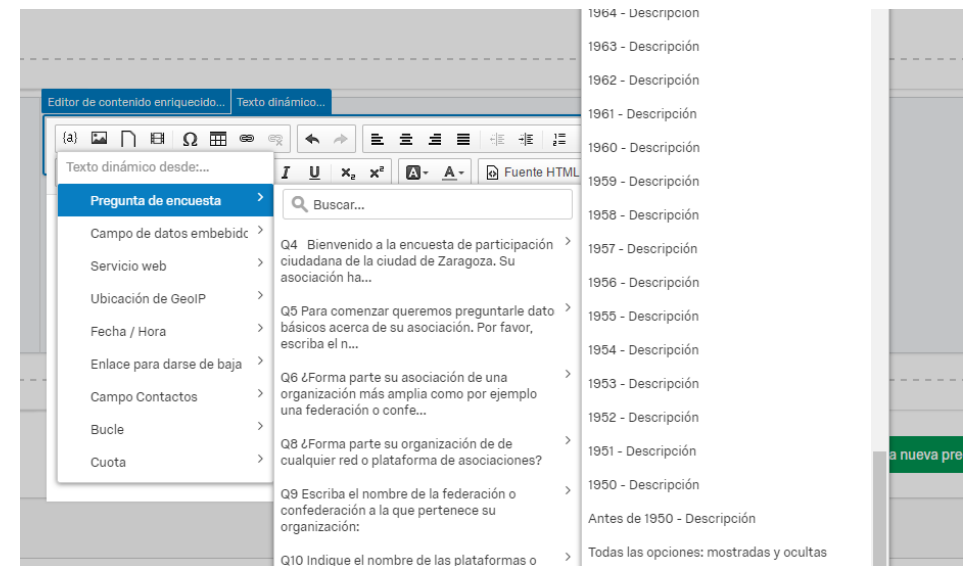 1964 - Descripción
1963 - Descripción
1962 - Descripción
1961 - Descripción
1960 - Descripción
1959 - Descripción
1958 - Descripción
1957 - Descripción
1956 - Descripción
1955 - Descripción
1954 - Descripción
1953 - Descripción
1952 - Descripción
1951 - Descripción
1950 - Descripción
Antes de 1950 - Descripción
Todas las opciones: mostradas y ocultas
Editor de contenido enriquecido... Texto dinámico...
{a} Ω
I U x₂ x² A A Fuente HTML
Texto dinámico desde:...
Pregunta de encuesta
Campo de datos embebidc
Servicio web
Ubicación de GeoIP
Fecha / Hora
Enlace para darse de baja
Campo Contactos
Bucle
Cuota
Buscar...
Q4 Bienvenido a la encuesta de participación
ciudadana de la ciudad de Zaragoza. Su
asociación ha...
Q5 Para comenzar queremos preguntarle dato
básicos acerca de su asociación. Por favor,
escriba el n...
Q6 ¿Forma parte su asociación de una
organización más amplia como por ejemplo
una federación o confe...
Q8 ¿Forma parte su organización de de
cualquier red o plataforma de asociaciones?
Q9 Escriba el nombre de la federación o
confederación a la que pertenece su
organización:
Q10 Indique el nombre de las plataformas o
a nueva pre